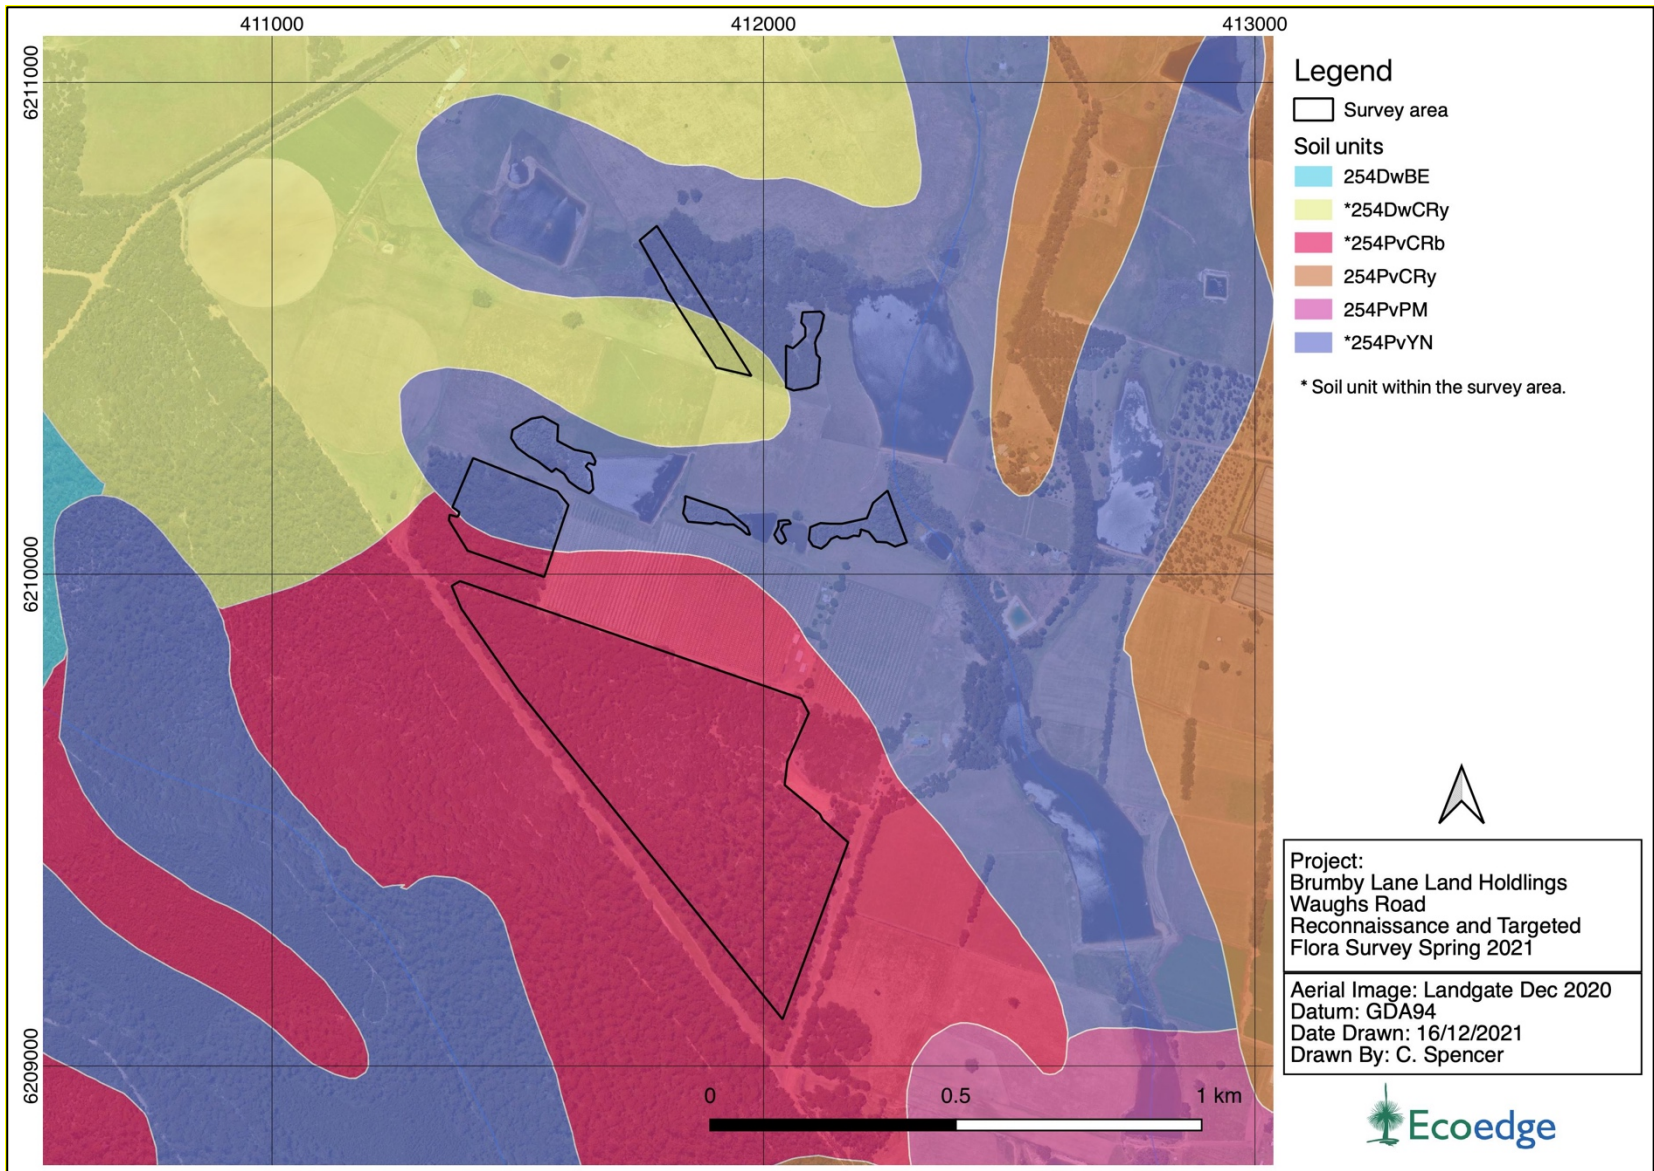 411000
412000
413000
6211000
6210000
6209000
Legend
Survey area
Soil units
254DwBE
*254DwCRy
*254PvCRb
254PvCRy
254PvPM
*254PvYN
* Soil unit within the survey area.
Project:
Brumby Lane Land Holdlings
Waughs Road
Reconnaissance and Targeted
Flora Survey Spring 2021
Aerial Image: Landgate Dec 2020
Datum: GDA94
Date Drawn: 16/12/2021
Drawn By: C. Spencer
0 0.5 1 km
Ecoedge